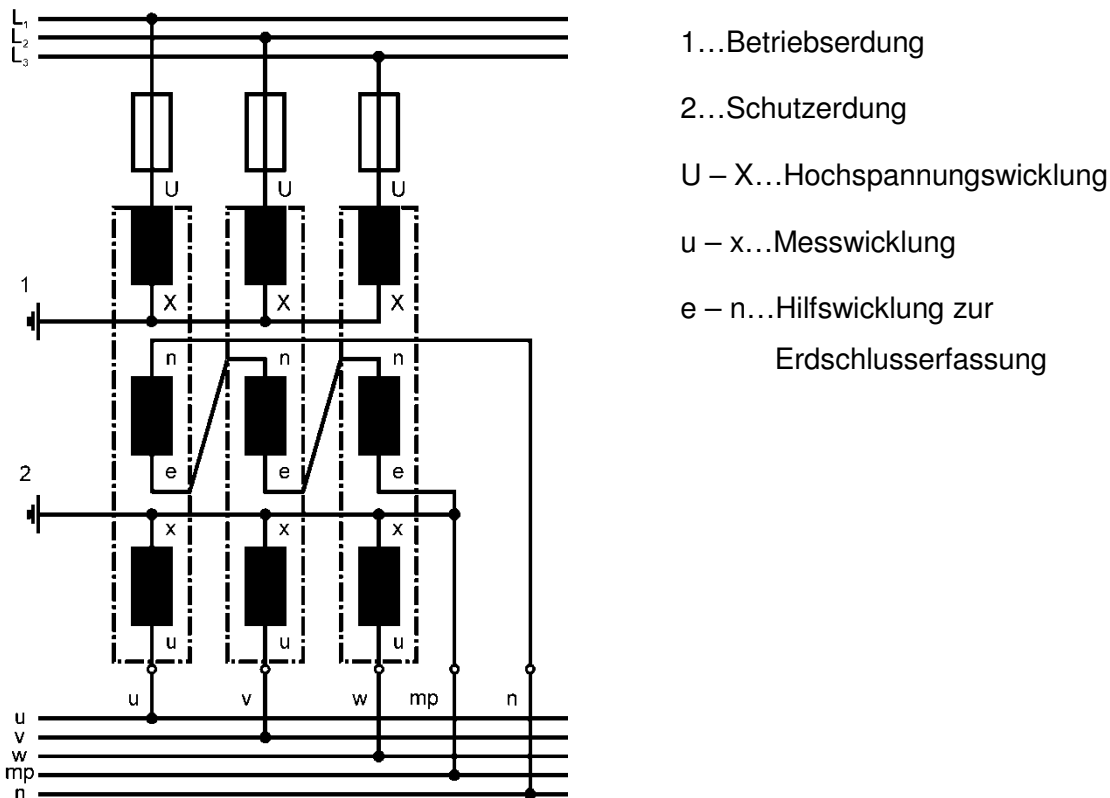 L₁
L₂
L₃
U U U
1
X X X
n n n
e e e
2
x x x
u u u
u v w mp n
u
v
w
mp
n
1…Betriebserdung
2…Schutzerdung
U – X…Hochspannungswicklung
u – x…Messwicklung
e – n…Hilfswicklung zur
Erdschlusserfassung